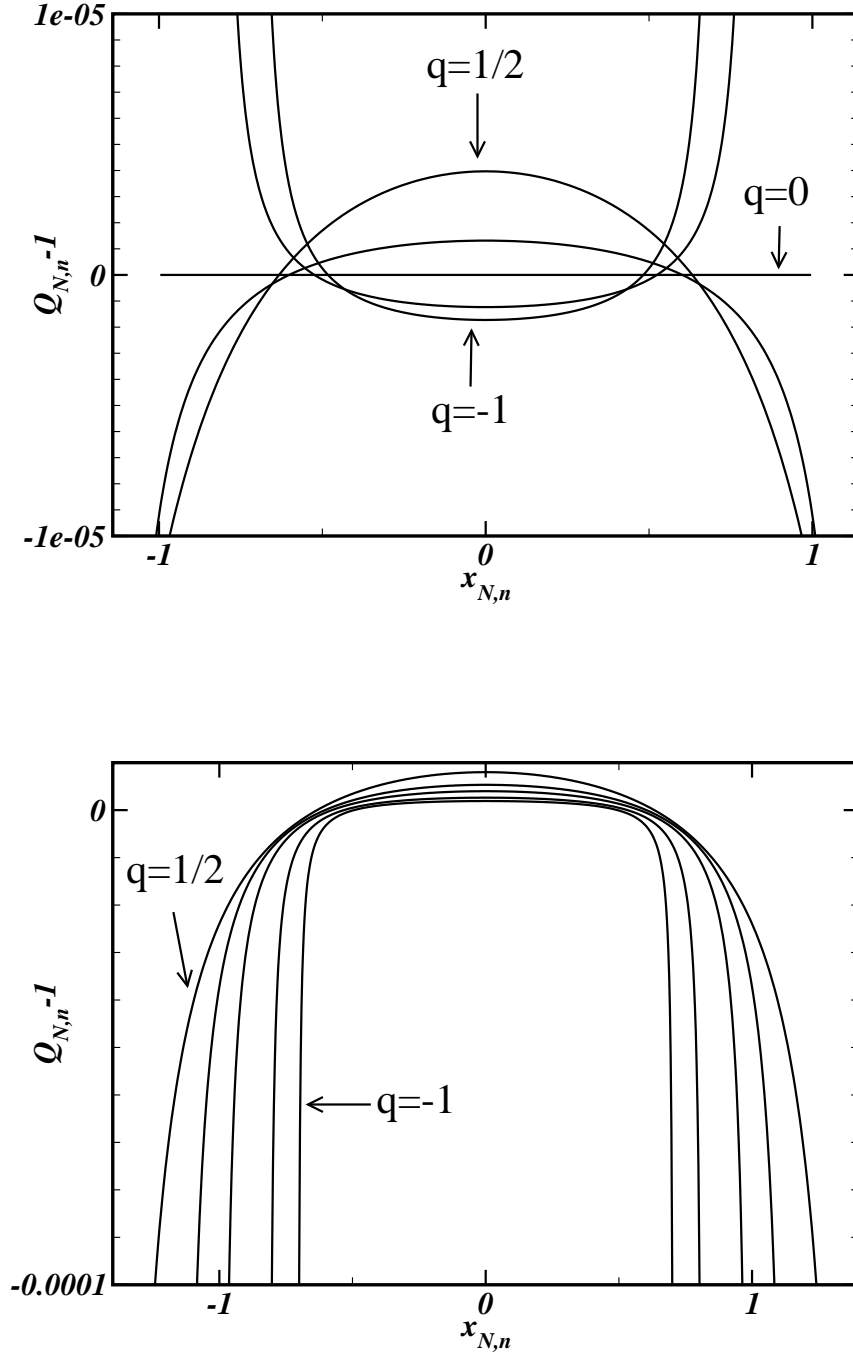 1e-05
q=1/2
q=0
Q_{N,n}-1
0
q=-1
-1e-05
-1
0
1
x_{N,n}
0
q=1/2
Q_{N,n}-1
q=-1
-0.0001
-1
0
1
x_{N,n}